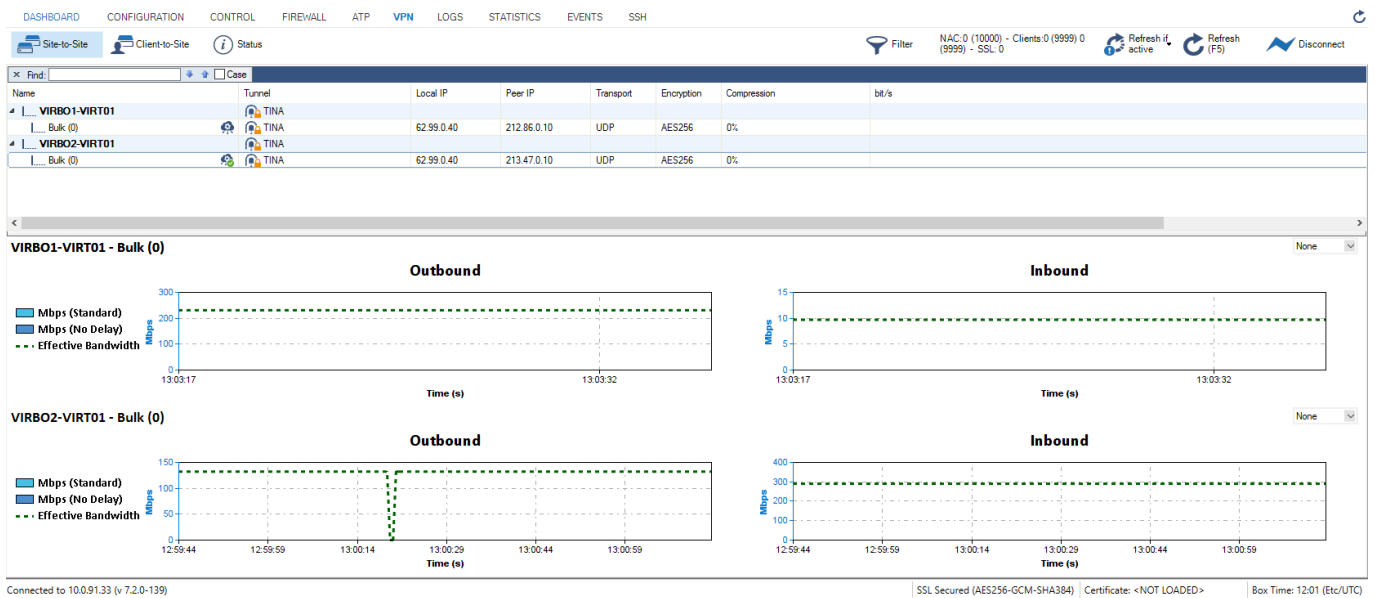 DASHBOARD CONFIGURATION CONTROL FIREWALL ATP VPN LOGS STATISTICS EVENTS SSH
Site-to-Site Client-to-Site i Status Filter NAC:0 (10000) - Clients:0 (9999) 0 Refresh if Refresh Disconnect
(9999) - SSL: 0 active (F5)
× Find: Case
Name Tunnel Local IP Peer IP Transport Encryption Compression bit/s
VIRBO1-VIRT01 TINA
Bulk (0) TINA 62.99.0.40 212.86.0.10 UDP AES256 0%
VIRBO2-VIRT01 TINA
Bulk (0) TINA 62.99.0.40 213.47.0.10 UDP AES256 0%
VIRBO1-VIRT01 - Bulk (0) None
Outbound Inbound
Mbps (Standard)
Mbps (No Delay)
Effective Bandwidth
Mbps
300
200
100
0
13:03:17 13:03:32
Time (s)
Mbps
15
10
5
0
13:03:17 13:03:32
Time (s)
VIRBO2-VIRT01 - Bulk (0) None
Outbound Inbound
Mbps (Standard)
Mbps (No Delay)
Effective Bandwidth
Mbps
150
100
50
0
12:59:44 12:59:59 13:00:14 13:00:29 13:00:44 13:00:59
Time (s)
Mbps
400
300
200
100
0
12:59:44 12:59:59 13:00:14 13:00:29 13:00:44 13:00:59
Time (s)
Connected to 10.0.91.33 (v 7.2.0-139) SSL Secured (AES256-GCM-SHA384) Certificate: <NOT LOADED> Box Time: 12:01 (Etc/UTC)